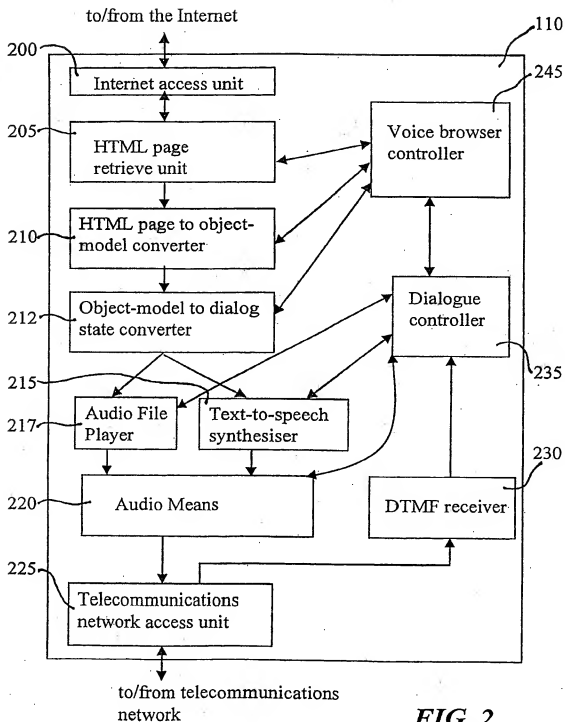 to/from the Internet
110
200
Internet access unit
245
205
HTML page
retrieve unit
Voice browser
controller
210
HTML page to object-
model converter
212
Object-model to dialog
state converter
Dialogue
controller
235
215
217
Audio File
Player
Text-to-speech
synthesiser
230
220
Audio Means
DTMF receiver
225
Telecommunications
network access unit
to/from telecommunications
network
FIG. 2